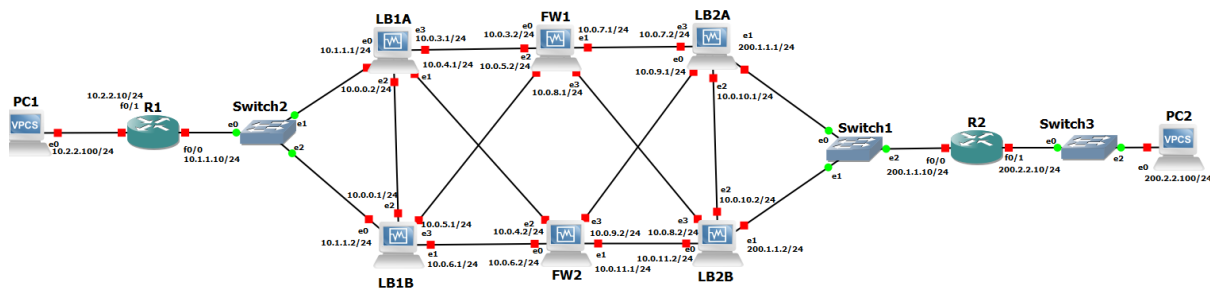 PC1
VPCS
e0
10.2.2.100/24
10.2.2.10/24
f0/1
R1
f0/0
10.1.1.10/24
Switch2
e0
e1
e2
LB1A
e0
10.1.1.1/24
e3
10.0.3.1/24
10.0.4.1/24
e1
e2
10.0.0.2/24
10.0.0.1/24
e2
e0
10.1.1.2/24
10.0.5.1/24
e3
e1
10.0.6.1/24
LB1B
FW1
e0
10.0.3.2/24
10.0.7.1/24
e1
e2
10.0.5.2/24
e3
10.0.8.1/24
e2
10.0.4.2/24
e3
10.0.9.2/24
e0
10.0.6.2/24
e1
10.0.11.1/24
FW2
LB2A
e3
10.0.7.2/24
e1
200.1.1.1/24
e0
10.0.9.1/24
e2
10.0.10.1/24
e2
10.0.10.2/24
e3
10.0.8.2/24
e0
10.0.11.2/24
e1
200.1.1.2/24
LB2B
Switch1
e0
e1
e2
R2
f0/0
200.1.1.10/24
f0/1
200.2.2.10/24
Switch3
e0
e2
PC2
VPCS
e0
200.2.2.100/24